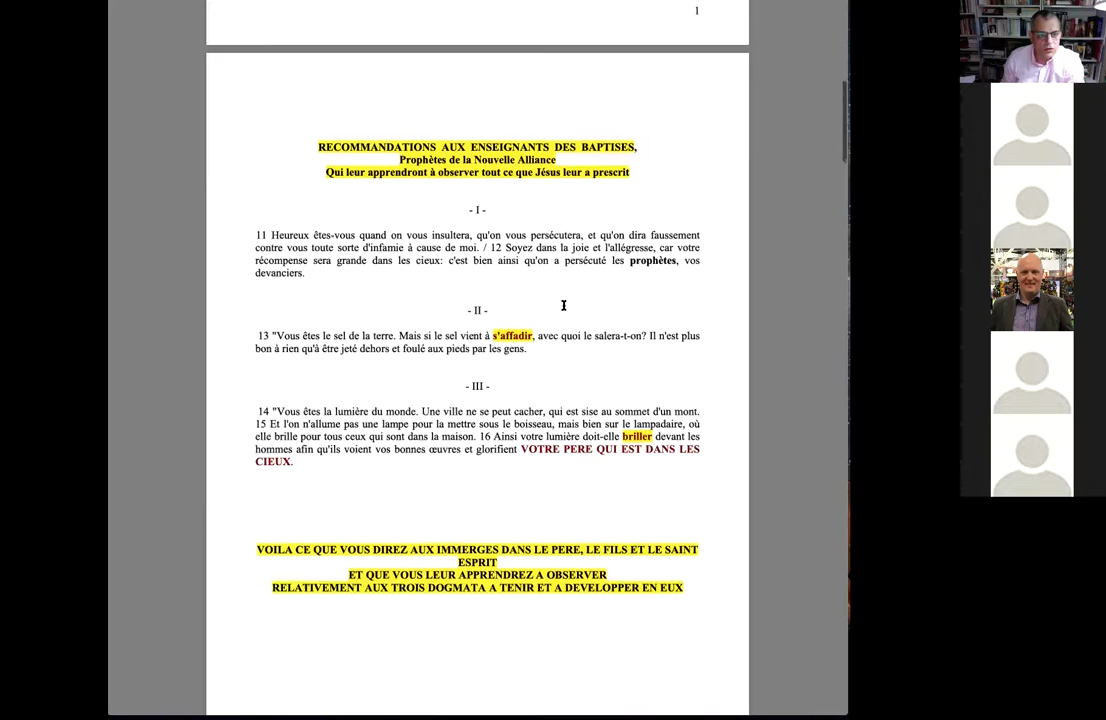 1
RECOMMANDATIONS AUX ENSEIGNANTS DES BAPTISES,
Prophètes de la Nouvelle Alliance
Qui leur apprendront à observer tout ce que Jésus leur a prescrit
- I -
11 Heureux êtes-vous quand on vous insultera, qu'on vous persécutera, et qu'on dira faussement
contre vous toute sorte d'infamie à cause de moi. / 12 Soyez dans la joie et l'allégresse, car votre
récompense sera grande dans les cieux: c'est bien ainsi qu'on a persécuté les prophètes, vos
devanciers.
- II -
13 "Vous êtes le sel de la terre. Mais si le sel vient à s'affadir, avec quoi le salera-t-on? Il n'est plus
bon à rien qu'à être jeté dehors et foulé aux pieds par les gens.
- III -
14 "Vous êtes la lumière du monde. Une ville ne se peut cacher, qui est sise au sommet d'un mont.
15 Et l'on n'allume pas une lampe pour la mettre sous le boisseau, mais bien sur le lampadaire, où
elle brille pour tous ceux qui sont dans la maison. 16 Ainsi votre lumière doit-elle briller devant les
hommes afin qu'ils voient vos bonnes œuvres et glorifient VOTRE PERE QUI EST DANS LES
CIEUX.
VOILA CE QUE VOUS DIREZ AUX IMMERGES DANS LE PERE, LE FILS ET LE SAINT
ESPRIT
ET QUE VOUS LEUR APPRENDREZ A OBSERVER
RELATIVEMENT AUX TROIS DOGMATA A TENIR ET A DEVELOPPER EN EUX